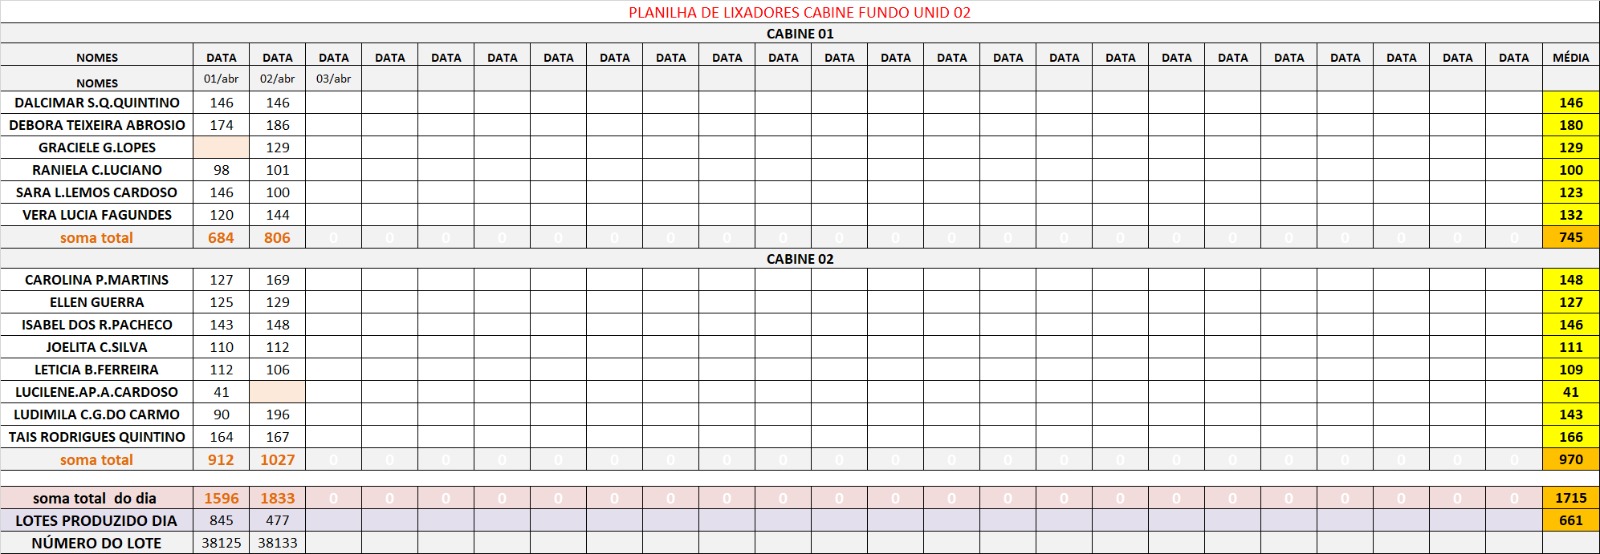 PLANILHA DE LIXADORES CABINE FUNDO UNID 02
CABINE 01
NOMES DATA DATA DATA DATA DATA DATA DATA DATA DATA DATA DATA DATA DATA DATA DATA DATA DATA DATA DATA DATA DATA DATA DATA DATA MÉDIA
NOMES 01/abr 02/abr 03/abr
DALCIMAR S.Q.QUINTINO 146 146 146
DEBORA TEIXEIRA ABROSIO 174 186 180
GRACIELE G.LOPES 129 129
RANIELA C.LUCIANO 98 101 100
SARA L.LEMOS CARDOSO 146 100 123
VERA LUCIA FAGUNDES 120 144 132
soma total 684 806 0 0 0 0 0 0 0 0 0 0 0 0 0 0 0 0 0 0 0 0 0 0 745
CABINE 02
CAROLINA P.MARTINS 127 169 148
ELLEN GUERRA 125 129 127
ISABEL DOS R.PACHECO 143 148 146
JOELITA C.SILVA 110 112 111
LETICIA B.FERREIRA 112 106 109
LUCILENE.AP.A.CARDOSO 41 41
LUDIMILA C.G.DO CARMO 90 196 143
TAIS RODRIGUES QUINTINO 164 167 166
soma total 912 1027 0 0 0 0 0 0 0 0 0 0 0 0 0 0 0 0 0 0 0 0 0 0 970
soma total do dia 1596 1833 0 0 0 0 0 0 0 0 0 0 0 0 0 0 0 0 0 0 0 0 0 0 1715
LOTES PRODUZIDO DIA 845 477 661
NÚMERO DO LOTE 38125 38133